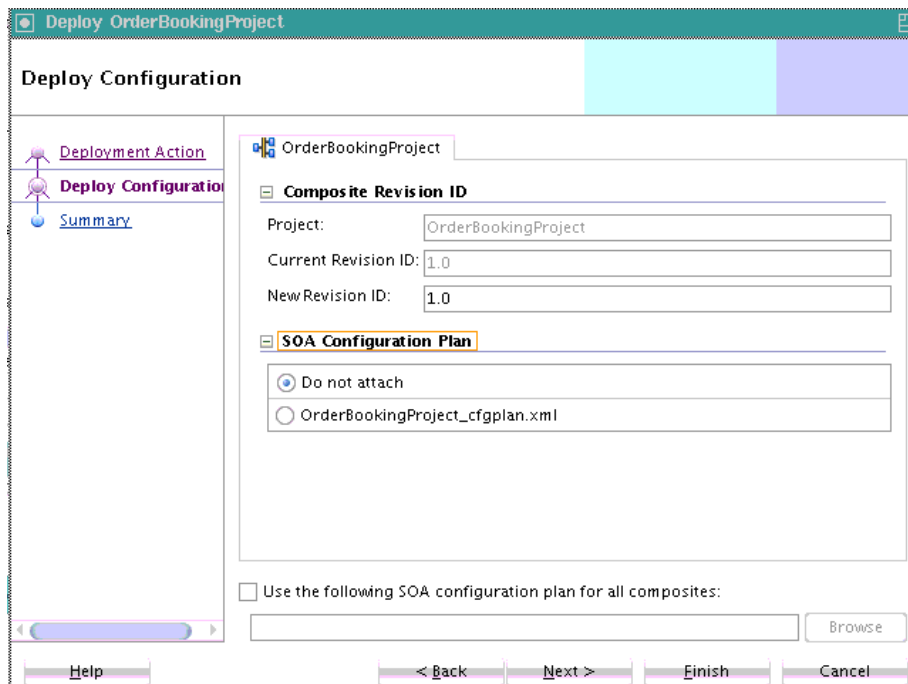 Deploy OrderBookingProject
Deploy Configuration
Deployment Action
Deploy Configuration
Summary
OrderBookingProject
Composite Revision ID
Project: OrderBookingProject
Current Revision ID: 1.0
New Revision ID: 1.0
SOA Configuration Plan
Do not attach
OrderBookingProject_cfgplan.xml
Use the following SOA configuration plan for all composites:
Browse
Help < Back Next > Finish Cancel